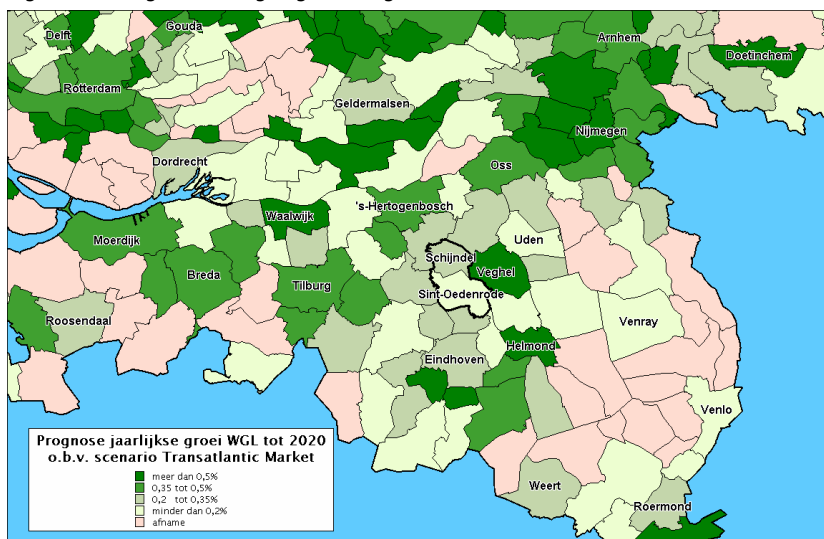 Delft
Gouda
Arnhem
Doetinchem
Rotterdam
Geldermalsen
Nijmegen
Dordrecht
Oss
Waalwijk
's-Hertogenbosch
Moerdijk
Uden
Schijndel
Veghel
Breda
Tilburg
Sint-Oedenrode
Roosendaal
Venray
Helmond
Eindhoven
Venlo
Weert
Roermond
Prognose jaarlijkse groei WGL tot 2020
o.b.v. scenario Transatlantic Market
meer dan 0,5%
0,35 tot 0,5%
0,2 tot 0,35%
minder dan 0,2%
afname